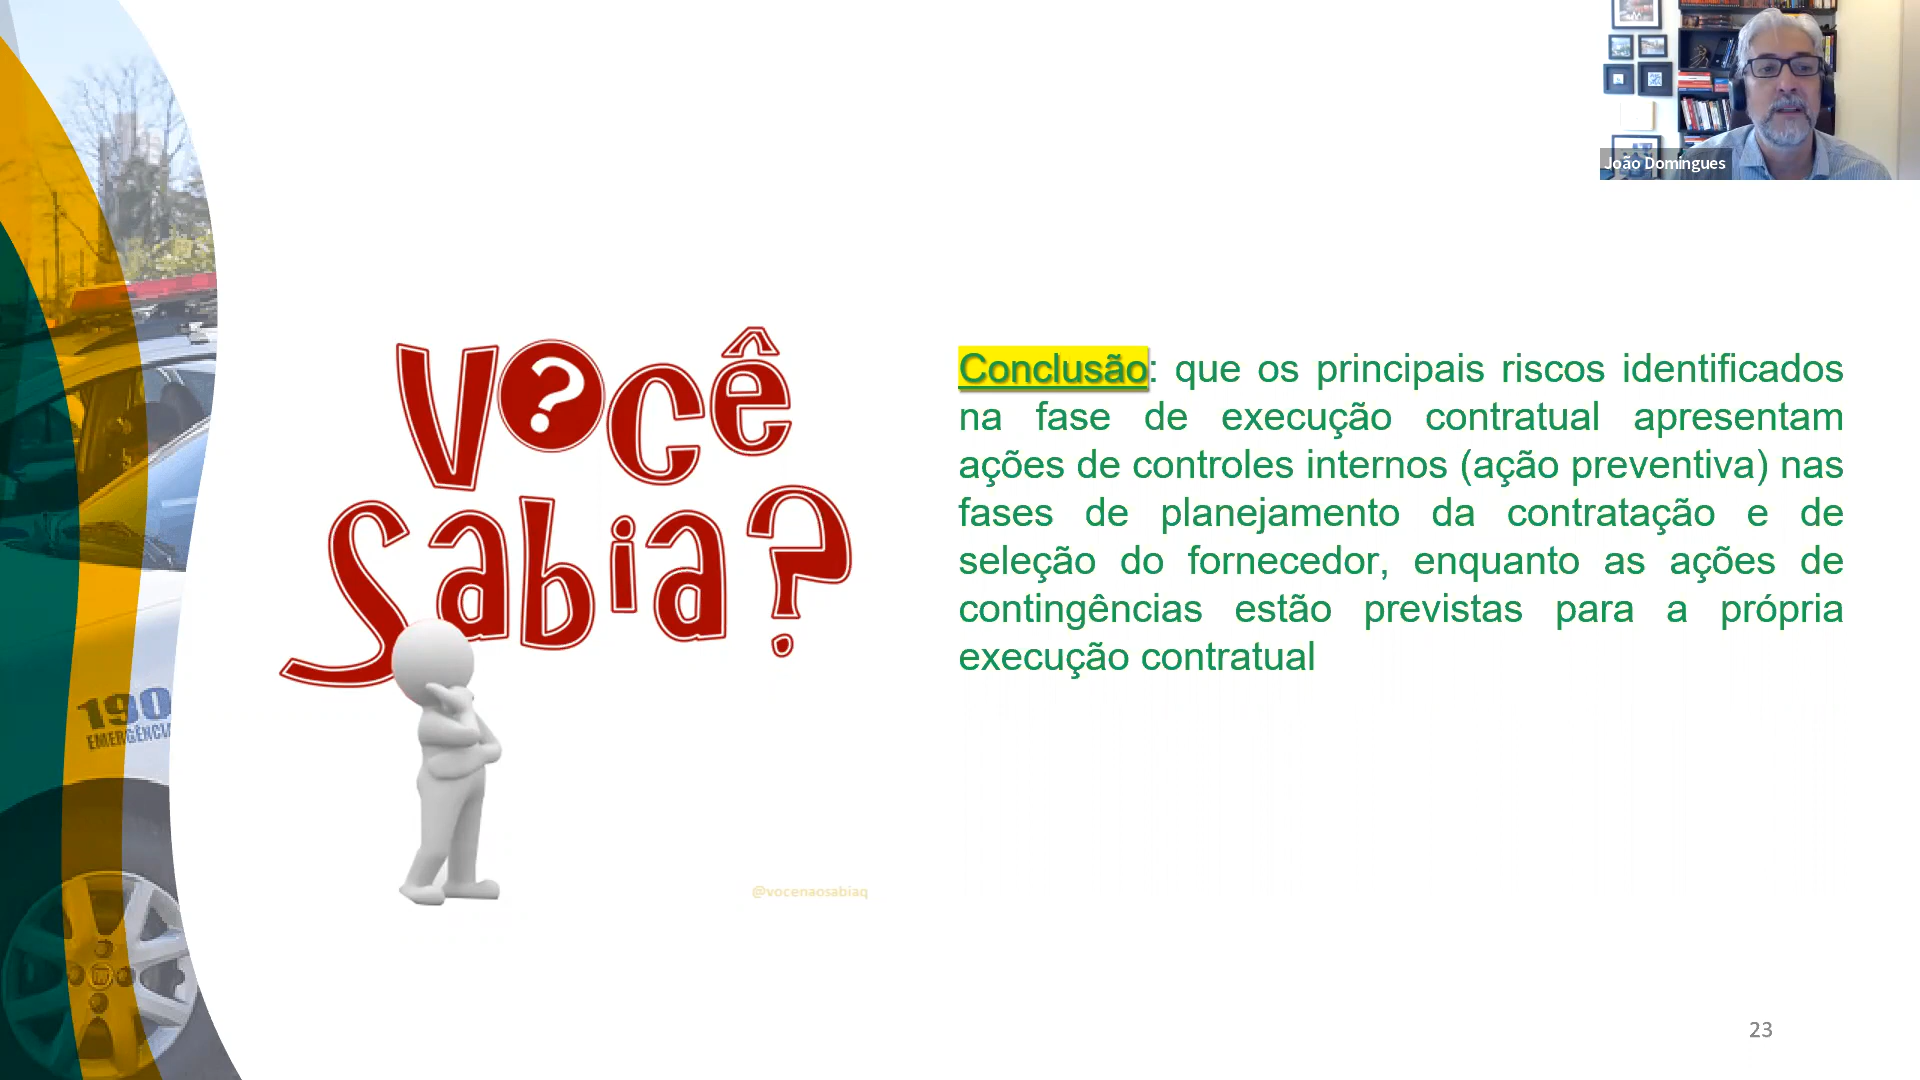 João Domingues
VOCÊ
Sabia?
Conclusão: que os principais riscos identificados
na fase de execução contratual apresentam
ações de controles internos (ação preventiva) nas
fases de planejamento da contratação e de
seleção do fornecedor, enquanto as ações de
contingências estão previstas para a própria
execução contratual
190
EMERGÊNCIA
@vocenaosabiaq
23